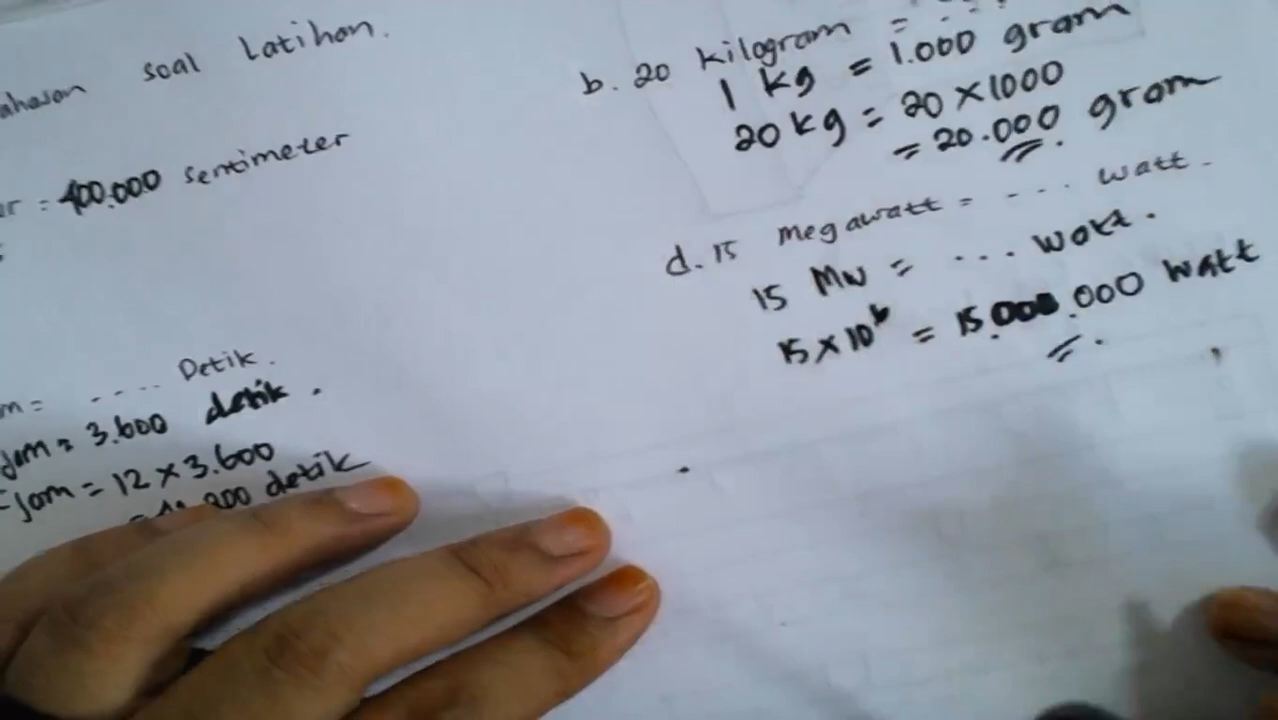 soal Latihan.
= 400.000 sentimeter
.... Detik.
Jam = 3.600 detik.
Jam = 12 x 3.600
detik
b. 20 kilogram = ....
1 kg = 1.000 gram
20 kg = 20 x 1000
= 20.000 gram
d. 15 Megawatt = .... watt.
15 MW = ... watt.
15 x 10⁶ = 15.000.000 watt